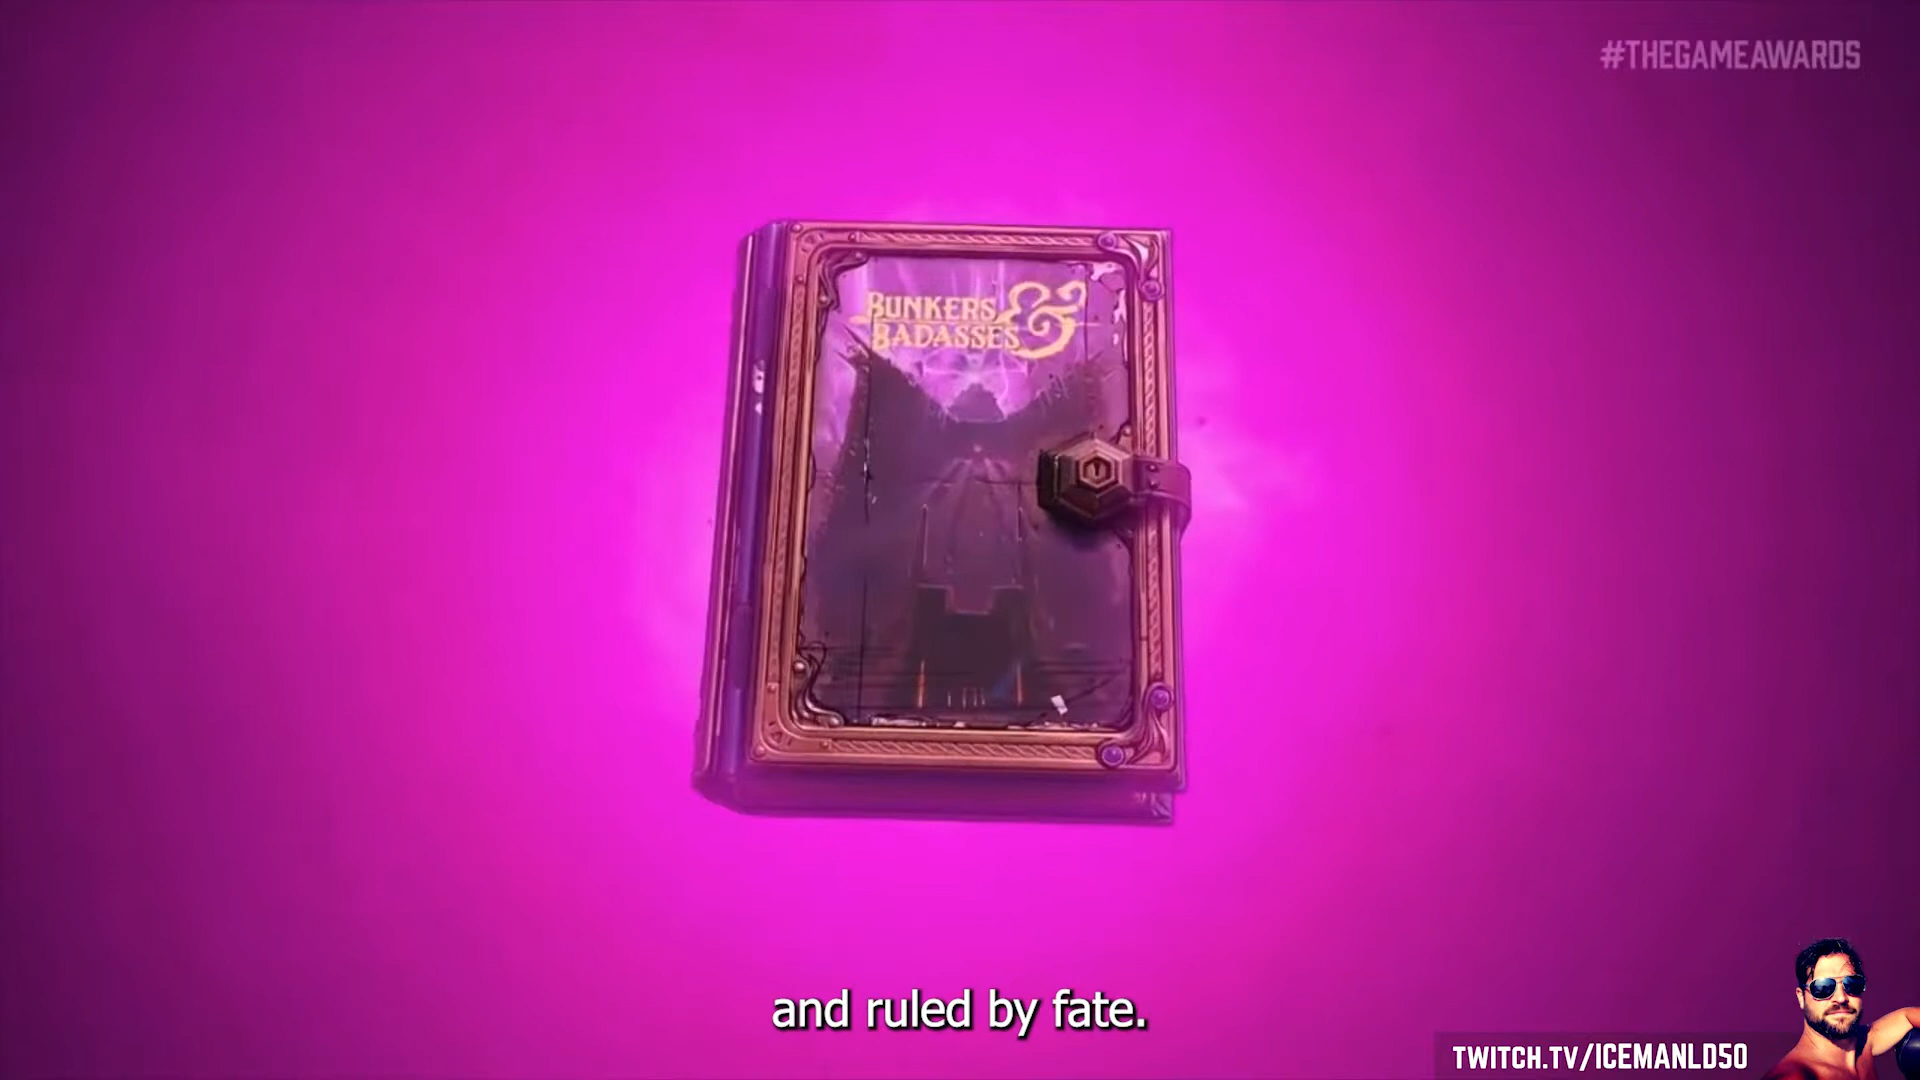 #THEGAMEAWARDS
BUNKERS &
BADASSES
and ruled by fate.
TWITCH.TV/ICEMANLD50